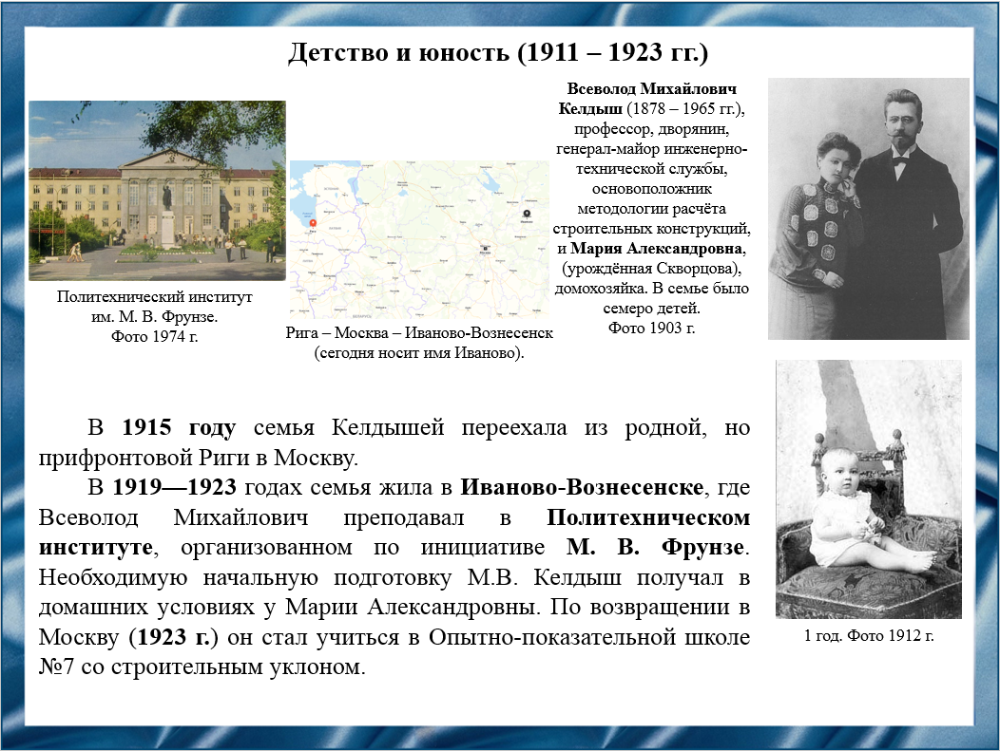 Детство и юность (1911 – 1923 гг.)
Политехнический институт
им. М. В. Фрунзе.
Фото 1974 г.
Рига – Москва – Иваново-Вознесенск
(сегодня носит имя Иваново).
Всеволод Михайлович
Келдыш (1878 – 1965 гг.),
профессор, дворянин,
генерал-майор инженерно-
технической службы,
основоположник
методологии расчёта
строительных конструкций,
и Мария Александровна,
(урождённая Скворцова),
домохозяйка. В семье было
семеро детей.
Фото 1903 г.
В 1915 году семья Келдышей переехала из родной, но
прифронтовой Риги в Москву.
В 1919—1923 годах семья жила в Иваново-Вознесенске, где
Всеволод Михайлович преподавал в Политехническом
институте, организованном по инициативе М. В. Фрунзе.
Необходимую начальную подготовку М.В. Келдыш получал в
домашних условиях у Марии Александровны. По возвращении в
Москву (1923 г.) он стал учиться в Опытно-показательной школе
№7 со строительным уклоном.
1 год. Фото 1912 г.